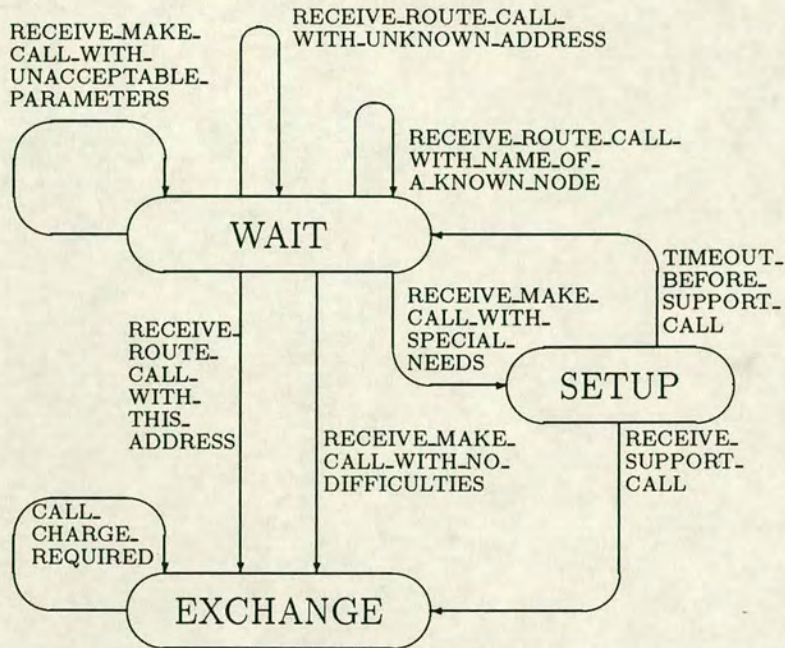 RECEIVE_MAKE_
CALL_WITH_
UNACCEPTABLE_
PARAMETERS
RECEIVE_ROUTE_CALL_
WITH_UNKNOWN_ADDRESS
RECEIVE_ROUTE_CALL_
WITH_NAME_OF_
A_KNOWN_NODE
WAIT
TIMEOUT_
BEFORE_
SUPPORT_
CALL
RECEIVE_MAKE_
CALL_WITH_
SPECIAL_
NEEDS
RECEIVE_
ROUTE_
CALL_
WITH_
THIS_
ADDRESS
SETUP
RECEIVE_MAKE_
CALL_WITH_NO_
DIFFICULTIES
RECEIVE_
SUPPORT_
CALL
CALL_
CHARGE_
REQUIRED
EXCHANGE